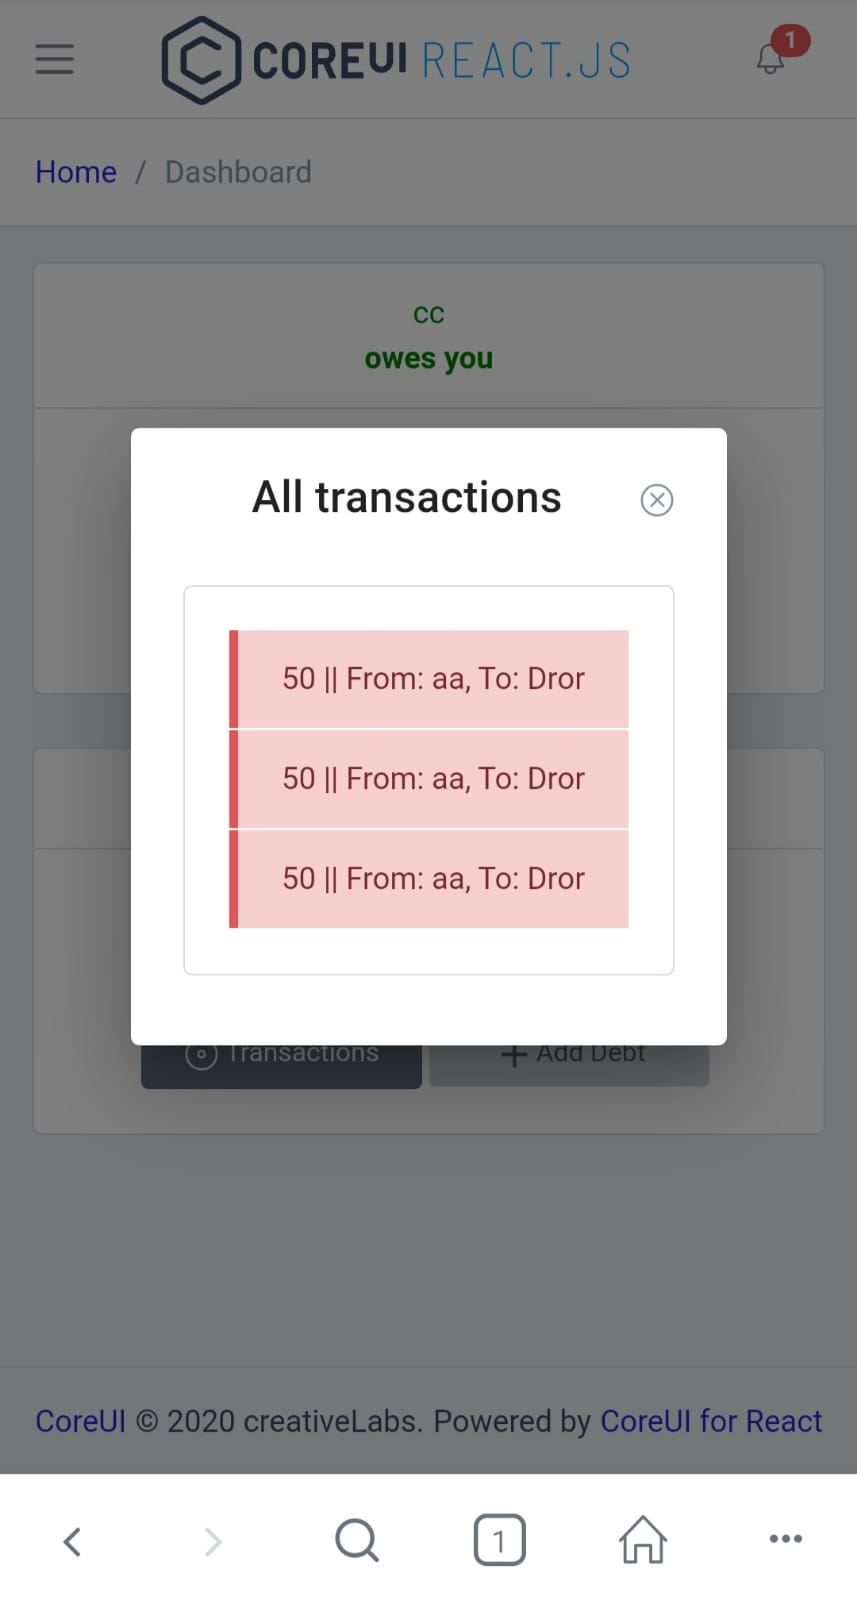 COREUI REACT.JS
1
Home / Dashboard
cc
owes you
All transactions
50 || From: aa, To: Dror
50 || From: aa, To: Dror
50 || From: aa, To: Dror
Transactions
Add Debt
CoreUI © 2020 creativeLabs. Powered by CoreUI for React
1